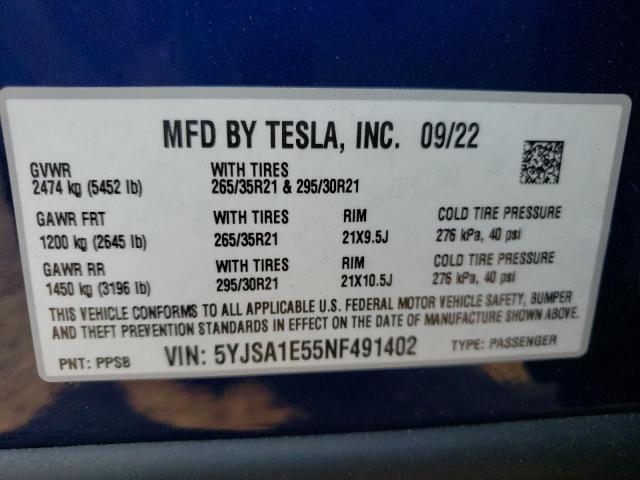 MFD BY TESLA, INC. 09/22
GVWR WITH TIRES
2474 kg (5452 lb) 265/35R21 & 295/30R21
GAWR FRT WITH TIRES RIM COLD TIRE PRESSURE
1200 kg (2645 lb) 265/35R21 21X9.5J 276 kPa, 40 psi
GAWR RR WITH TIRES RIM COLD TIRE PRESSURE
1450 kg (3196 lb) 295/30R21 21X10.5J 276 kPa, 40 psi
THIS VEHICLE CONFORMS TO ALL APPLICABLE U.S. FEDERAL MOTOR VEHICLE SAFETY, BUMPER
AND THEFT PREVENTION STANDARDS IN EFFECT ON THE DATE OF MANUFACTURE SHOWN ABOVE.
PNT: PPSB VIN: 5YJSA1E55NF491402 TYPE: PASSENGER